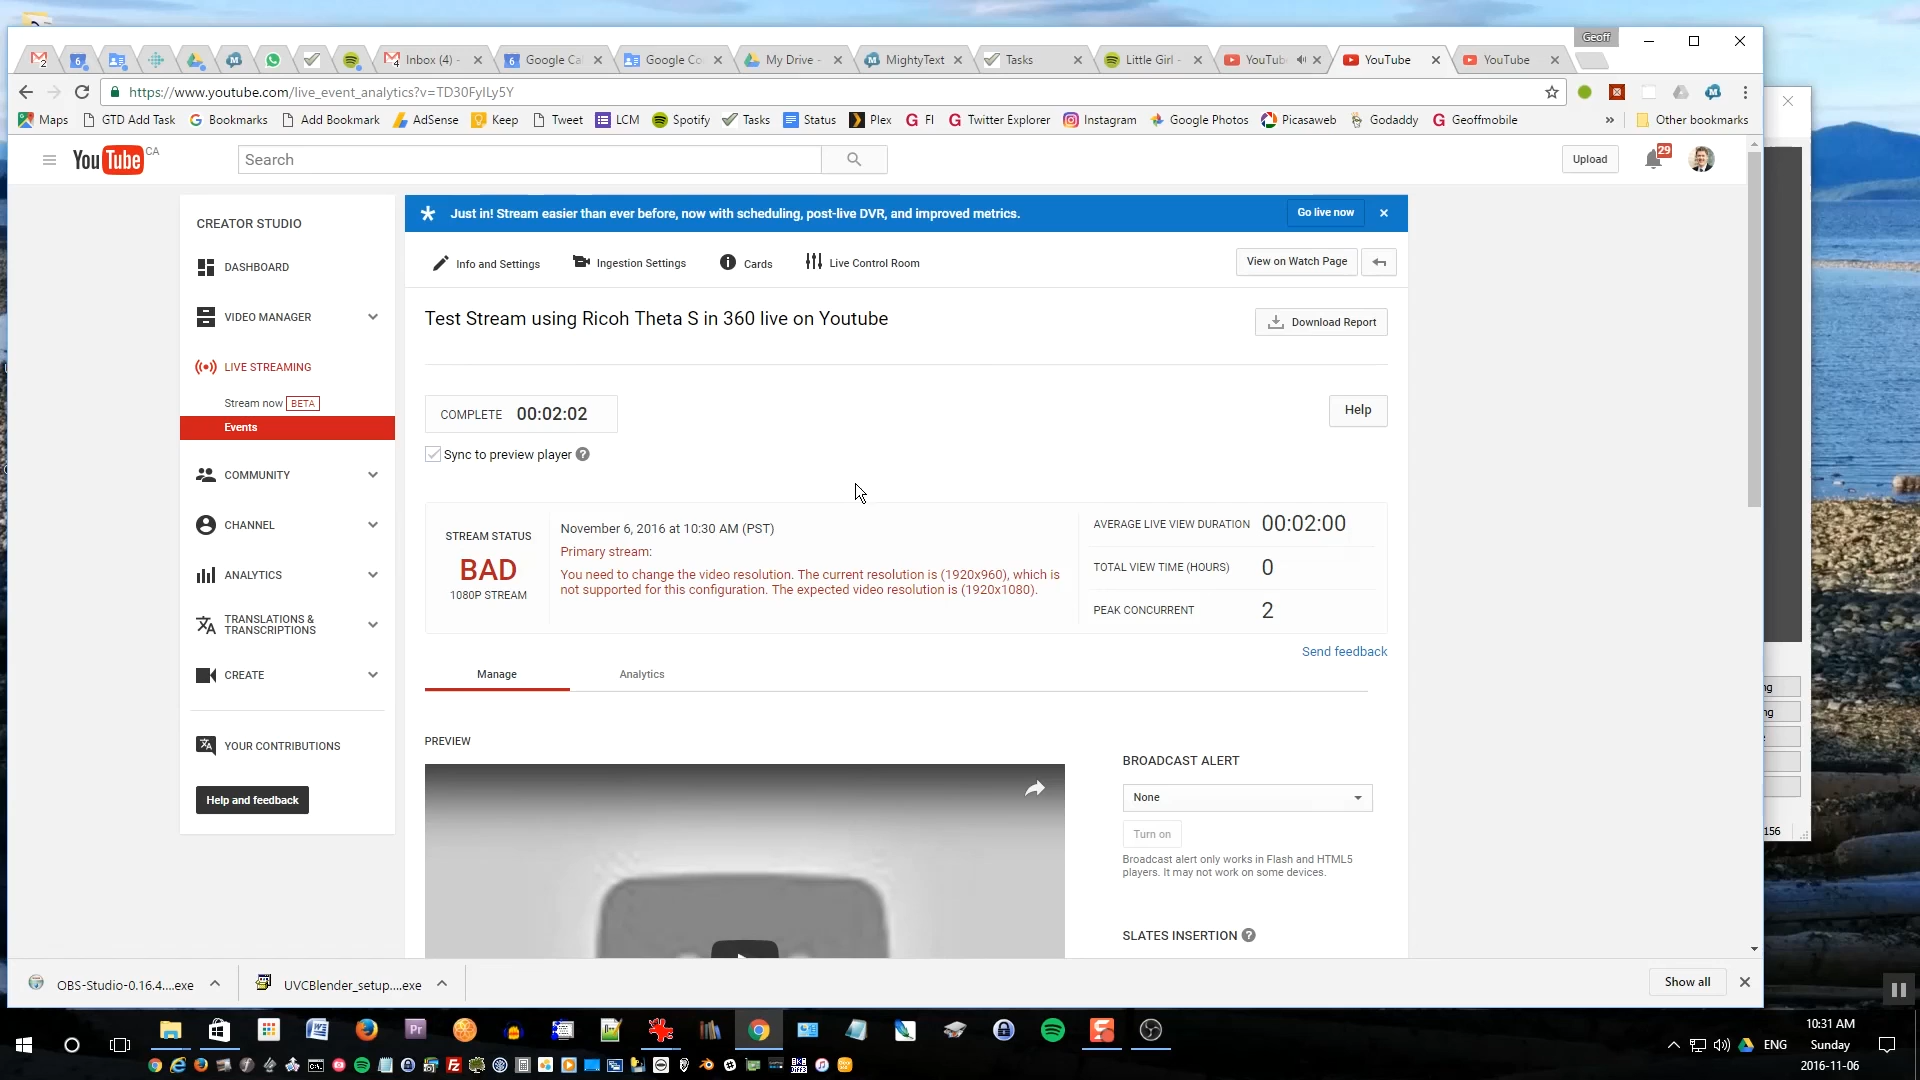 Geoff
Inbox (4) -
Google Ca
Google Co
My Drive -
MightyText
Tasks
Little Girl -
YouTub
YouTube
YouTube
https://www.youtube.com/live_event_analytics?v=TD30FyILy5Y
Maps
GTD Add Task
Bookmarks
Add Bookmark
AdSense
Keep
Tweet
LCM
Spotify
Tasks
Status
Plex
FI
Twitter Explorer
Instagram
Google Photos
Picasaweb
Godaddy
Geoffmobile
»
Other bookmarks
YouTube CA
Search
Upload
29
CREATOR STUDIO
DASHBOARD
VIDEO MANAGER
LIVE STREAMING
Stream now BETA
Events
COMMUNITY
CHANNEL
ANALYTICS
TRANSLATIONS &
TRANSCRIPTIONS
CREATE
YOUR CONTRIBUTIONS
Help and feedback
Just in! Stream easier than ever before, now with scheduling, post-live DVR, and improved metrics.
Go live now
Info and Settings
Ingestion Settings
Cards
Live Control Room
View on Watch Page
Test Stream using Ricoh Theta S in 360 live on Youtube
Download Report
COMPLETE 00:02:02
Help
Sync to preview player ?
STREAM STATUS
BAD
1080P STREAM
November 6, 2016 at 10:30 AM (PST)
Primary stream:
You need to change the video resolution. The current resolution is (1920x960), which is
not supported for this configuration. The expected video resolution is (1920x1080).
AVERAGE LIVE VIEW DURATION 00:02:00
TOTAL VIEW TIME (HOURS) 0
PEAK CONCURRENT 2
Send feedback
Manage
Analytics
PREVIEW
BROADCAST ALERT
None
Turn on
Broadcast alert only works in Flash and HTML5
players. It may not work on some devices.
SLATES INSERTION ?
ng
ng
156
OBS-Studio-0.16.4....exe
UVCBlender_setup....exe
Show all
10:31 AM
ENG
Sunday
2016-11-06